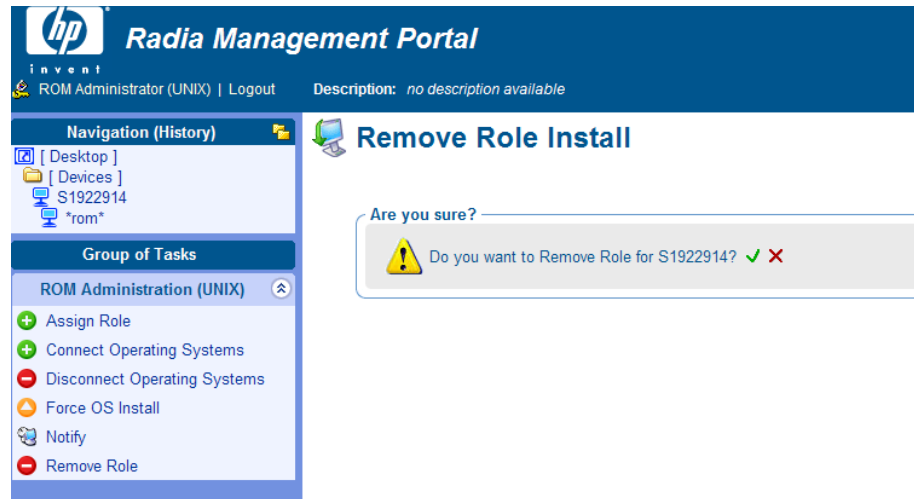 hp
Radia Management Portal
invent
ROM Administrator (UNIX) | Logout
Description: no description available
Navigation (History)
[ Desktop ]
[ Devices ]
S1922914
*rom*
Group of Tasks
ROM Administration (UNIX)
Assign Role
Connect Operating Systems
Disconnect Operating Systems
Force OS Install
Notify
Remove Role
Remove Role Install
Are you sure?
Do you want to Remove Role for S1922914?